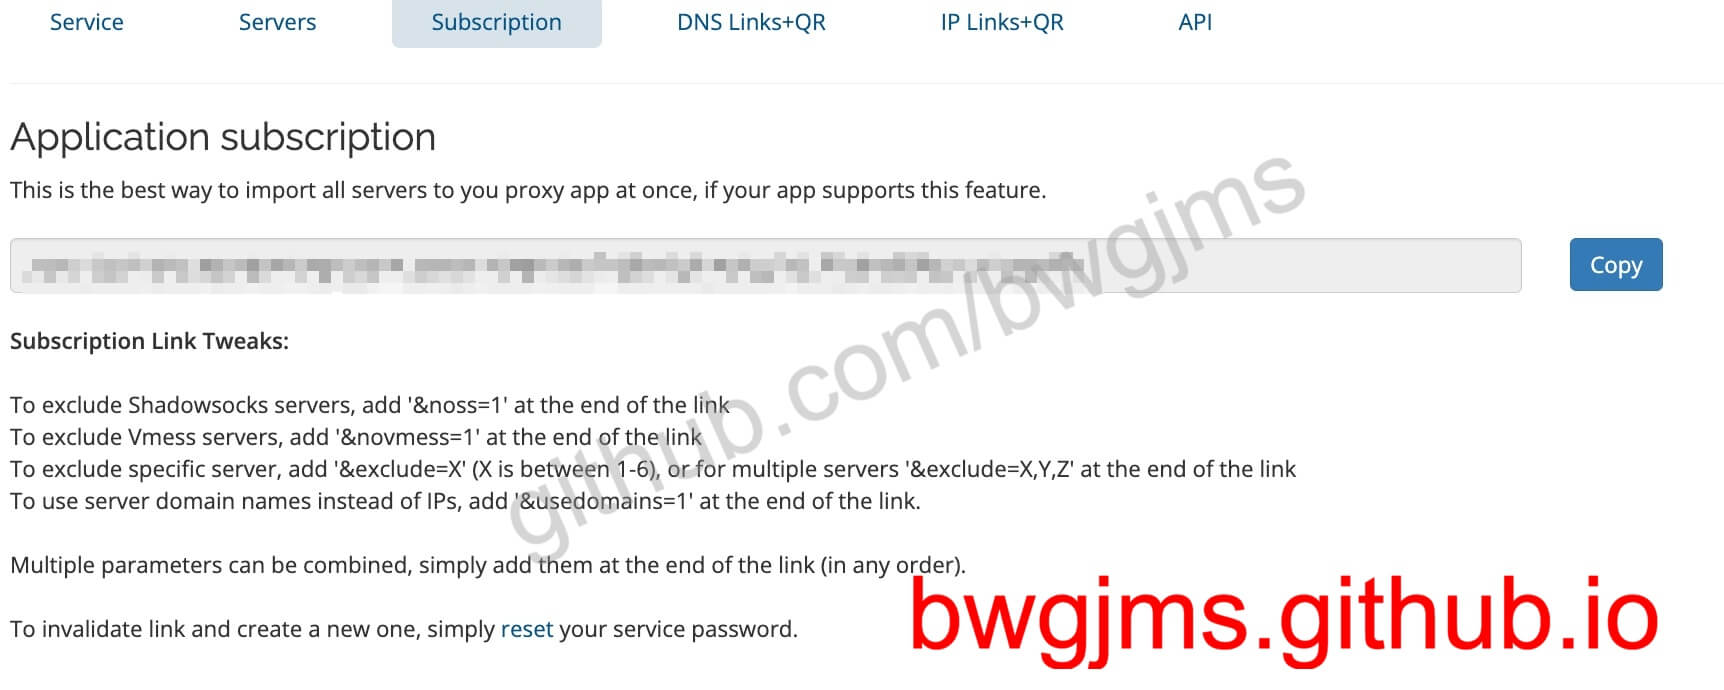 Service Servers Subscription DNS Links+QR IP Links+QR API
Application subscription
This is the best way to import all servers to you proxy app at once, if your app supports this feature.
Copy
Subscription Link Tweaks:
To exclude Shadowsocks servers, add '&noss=1' at the end of the link
To exclude Vmess servers, add '&novmess=1' at the end of the link
To exclude specific server, add '&exclude=X' (X is between 1-6), or for multiple servers '&exclude=X,Y,Z' at the end of the link
To use server domain names instead of IPs, add '&usedomains=1' at the end of the link.
Multiple parameters can be combined, simply add them at the end of the link (in any order).
To invalidate link and create a new one, simply reset your service password.
github.com/bwgjms
bwgjms.github.io